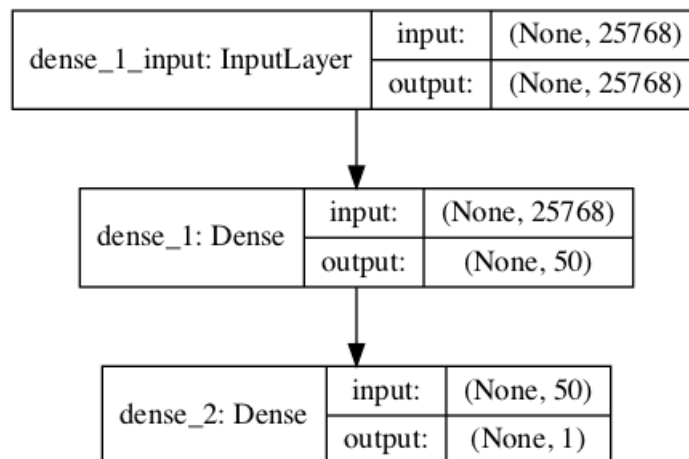 dense_1_input: InputLayer
input: (None, 25768)
output: (None, 25768)
dense_1: Dense
input: (None, 25768)
output: (None, 50)
dense_2: Dense
input: (None, 50)
output: (None, 1)